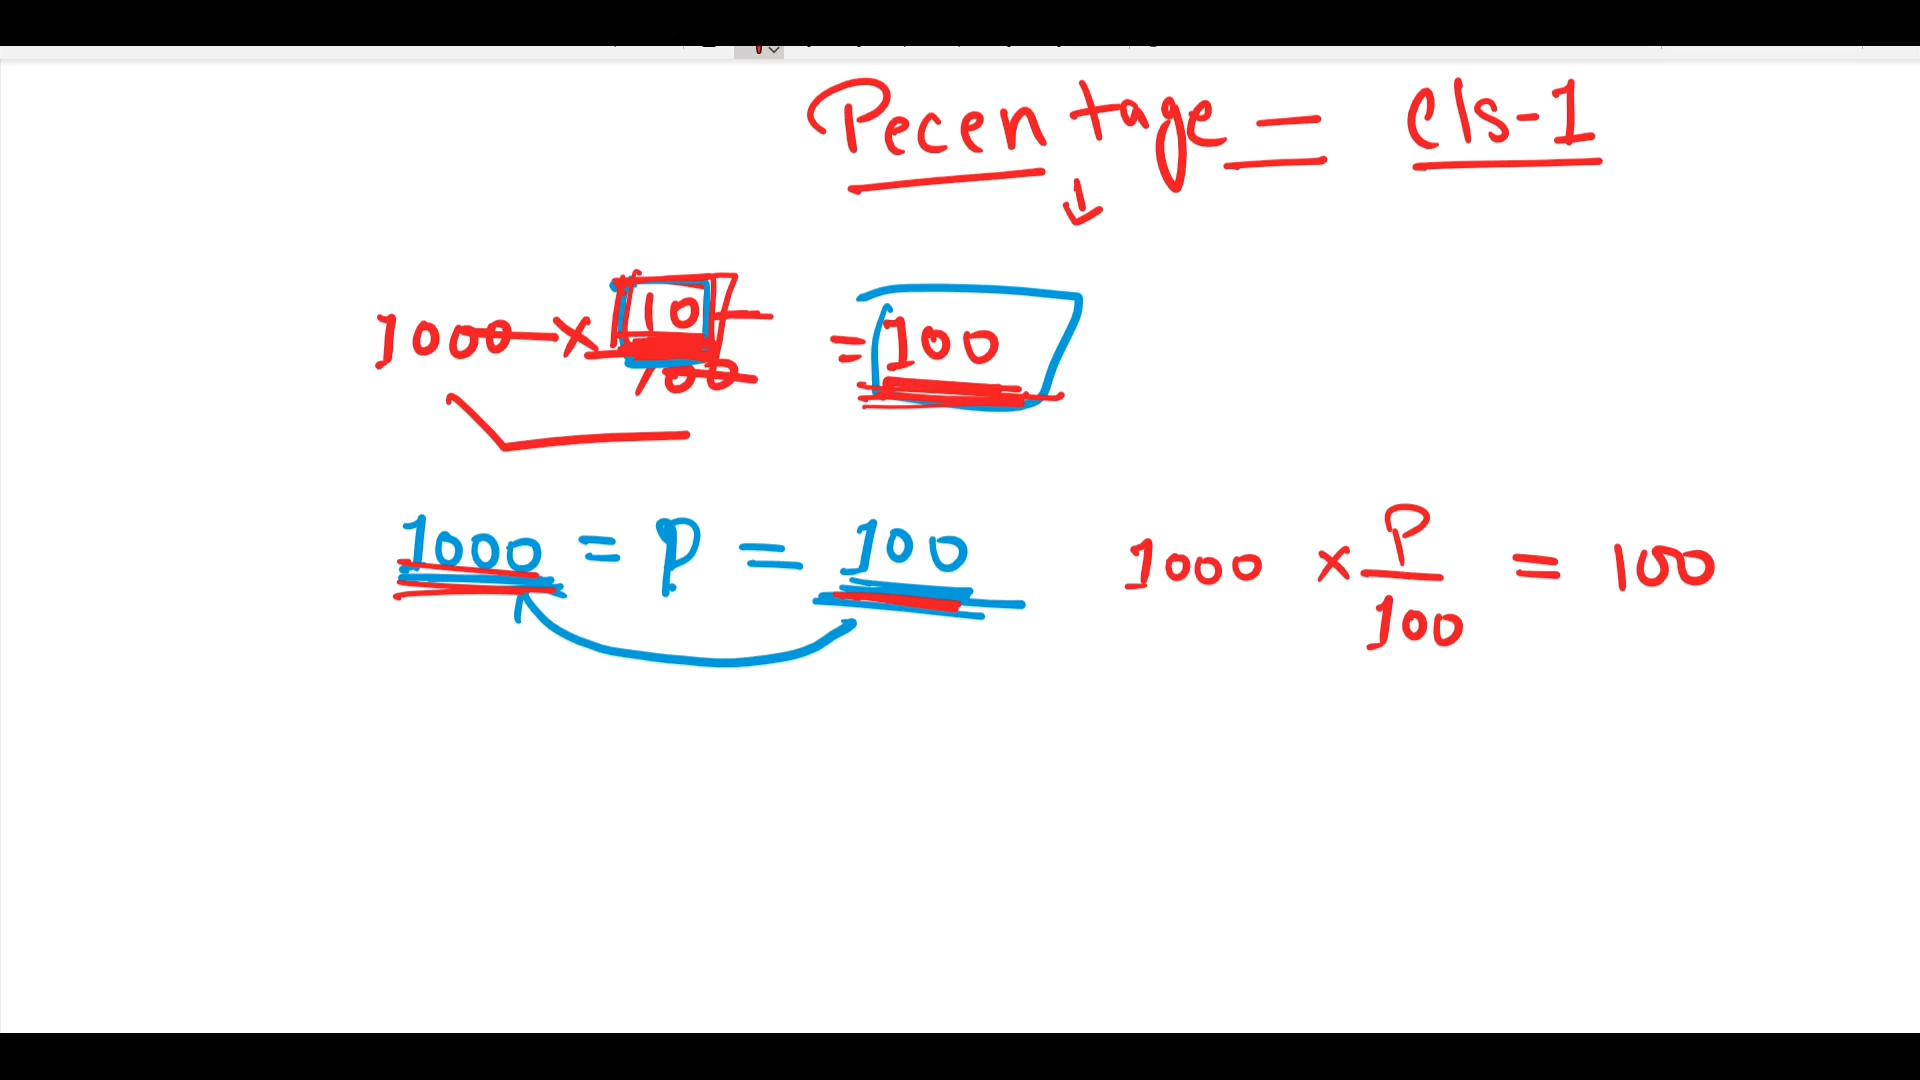 Pecentage = cls-1
1000 × 10/100 = 100
1000 = P = 100
1000 × P/100 = 100